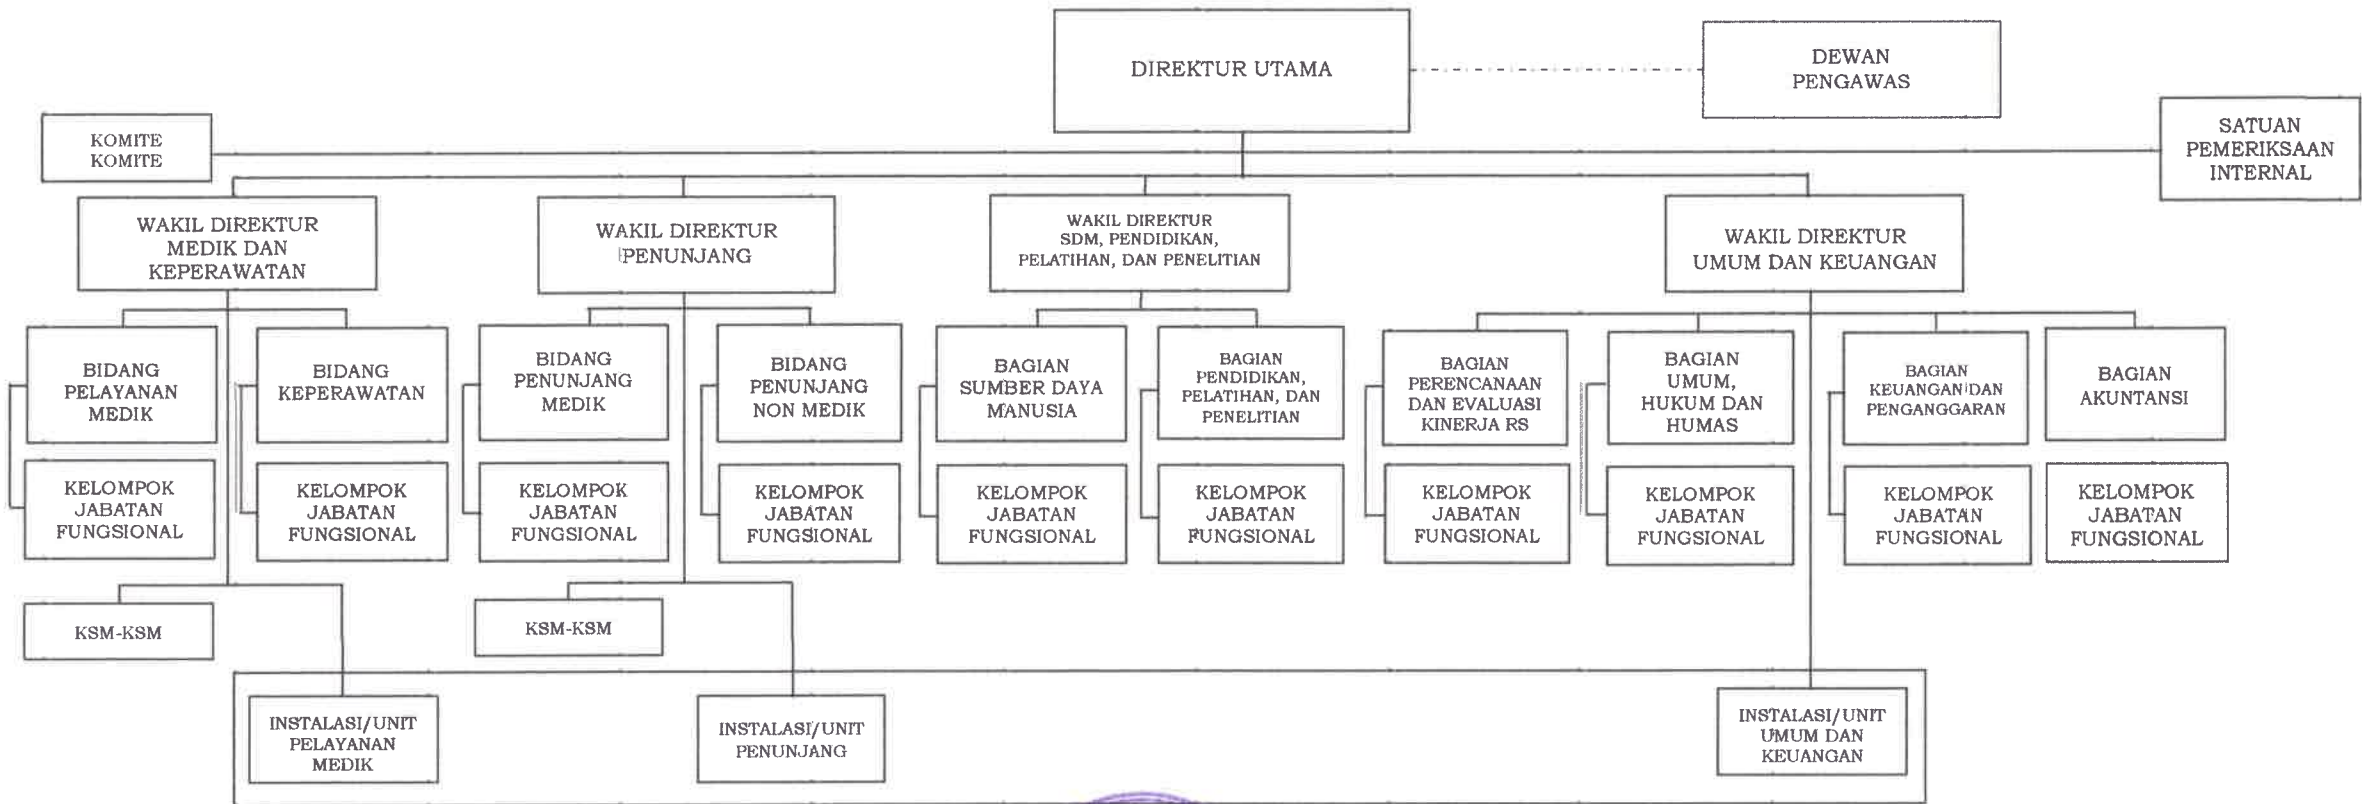 DIREKTUR UTAMA
DEWAN
PENGAWAS
KOMITE
KOMITE
SATUAN
PEMERIKSAAN
INTERNAL
WAKIL DIREKTUR
MEDIK DAN
KEPERAWATAN
WAKIL DIREKTUR
PENUNJANG
WAKIL DIREKTUR
SDM, PENDIDIKAN,
PELATIHAN, DAN PENELITIAN
WAKIL DIREKTUR
UMUM DAN KEUANGAN
BIDANG
PELAYANAN
MEDIK
BIDANG
KEPERAWATAN
BIDANG
PENUNJANG
MEDIK
BIDANG
PENUNJANG
NON MEDIK
BAGIAN
SUMBER DAYA
MANUSIA
BAGIAN
PENDIDIKAN,
PELATIHAN, DAN
PENELITIAN
BAGIAN
PERENCANAAN
DAN EVALUASI
KINERJA RS
BAGIAN
UMUM,
HUKUM DAN
HUMAS
BAGIAN
KEUANGAN DAN
PENGANGGARAN
BAGIAN
AKUNTANSI
KELOMPOK
JABATAN
FUNGSIONAL
KELOMPOK
JABATAN
FUNGSIONAL
KELOMPOK
JABATAN
FUNGSIONAL
KELOMPOK
JABATAN
FUNGSIONAL
KELOMPOK
JABATAN
FUNGSIONAL
KELOMPOK
JABATAN
FUNGSIONAL
KELOMPOK
JABATAN
FUNGSIONAL
KELOMPOK
JABATAN
FUNGSIONAL
KELOMPOK
JABATAN
FUNGSIONAL
KELOMPOK
JABATAN
FUNGSIONAL
KSM-KSM
KSM-KSM
INSTALASI/UNIT
PELAYANAN
MEDIK
INSTALASI/UNIT
PENUNJANG
INSTALASI/UNIT
UMUM DAN
KEUANGAN